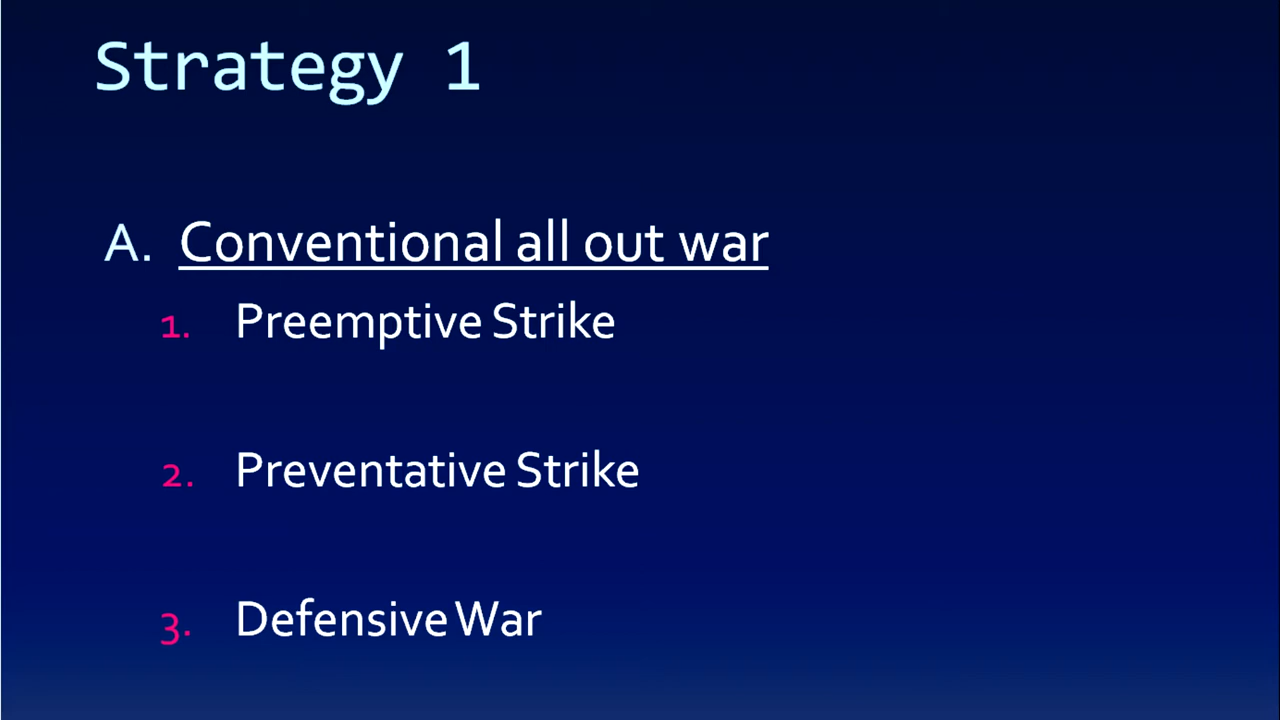 Strategy 1
A. Conventional all out war
1. Preemptive Strike
2. Preventative Strike
3. Defensive War